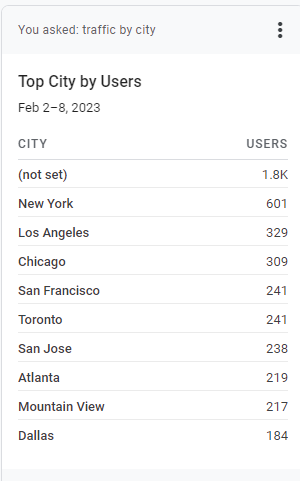 You asked: traffic by city
Top City by Users
Feb 2–8, 2023
CITY USERS
(not set) 1.8K
New York 601
Los Angeles 329
Chicago 309
San Francisco 241
Toronto 241
San Jose 238
Atlanta 219
Mountain View 217
Dallas 184